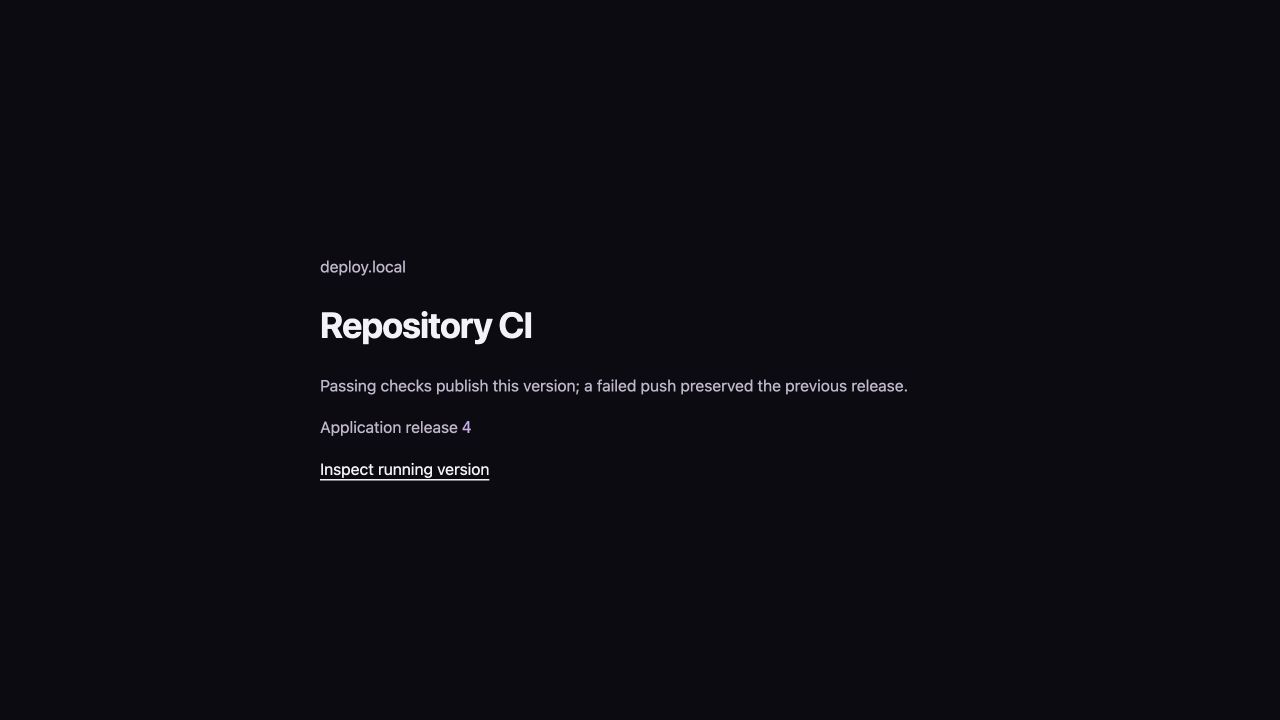 deploy.local
Repository CI
Passing checks publish this version; a failed push preserved the previous release.
Application release 4
Inspect running version